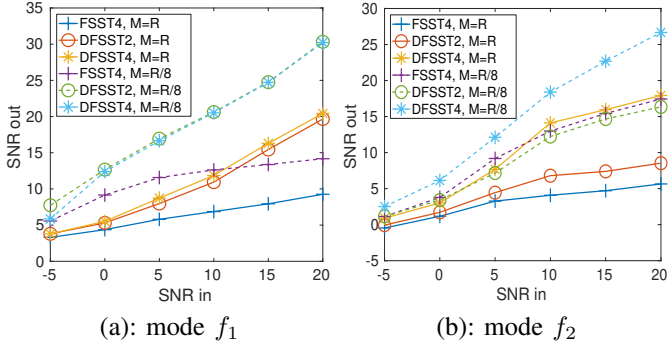 35
30
25
20
15
10
5
0
SNR out
FSST4, M=R
DFSST2, M=R
DFSST4, M=R
FSST4, M=R/8
DFSST2, M=R/8
DFSST4, M=R/8
-5 0 5 10 15 20
SNR in
(a): mode f1
30
25
20
15
10
5
0
-5
SNR out
FSST4, M=R
DFSST2, M=R
DFSST4, M=R
FSST4, M=R/8
DFSST2, M=R/8
DFSST4, M=R/8
-5 0 5 10 15 20
SNR in
(b): mode f2